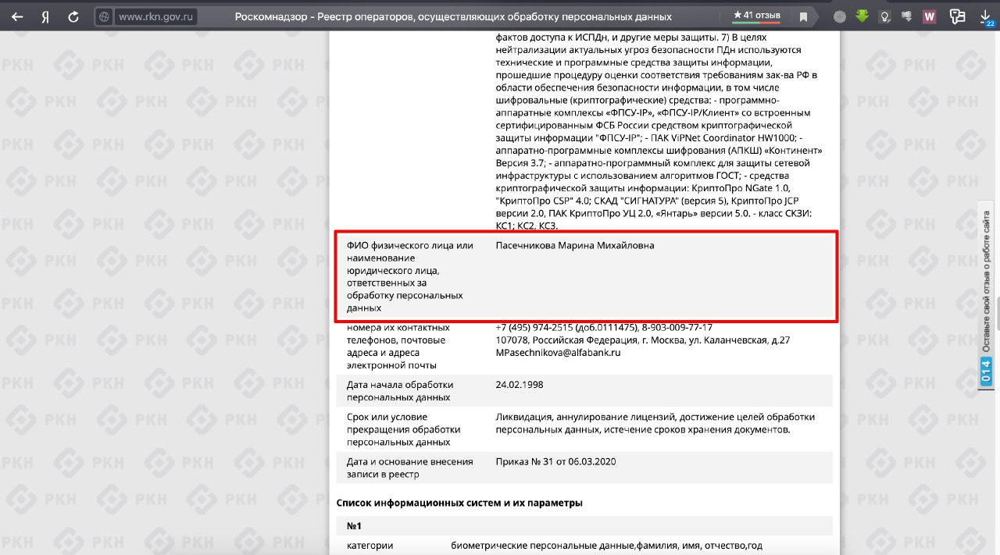 Я
www.rkn.gov.ru
Роскомнадзор - Реестр операторов, осуществляющих обработку персональных данных
★ 41 отзыв
W
22
фактов доступа к ИСПДн, и другие меры защиты. 7) В целях
нейтрализации актуальных угроз безопасности ПДн используются
технические и программные средства защиты информации,
прошедшие процедуру оценки соответствия требованиям зак-ва РФ в
области обеспечения безопасности информации, в том числе
шифровальные (криптографические) средства: - программно-
аппаратные комплексы «ФПСУ-IP», «ФПСУ-IP/Клиент» со встроенным
сертифицированным ФСБ России средством криптографической
защиты информации "ФПСУ-IP"; - ПАК ViPNet Coordinator HW1000; -
аппаратно-программные комплексы шифрования (АПКШ) «Континент»
Версия 3.7; - аппаратно-программный комплекс для защиты сетевой
инфраструктуры с использованием алгоритмов ГОСТ; - средства
криптографической защиты информации: КриптоПро NGate 1.0,
"КриптоПро CSP" 4.0; СКАД "СИГНАТУРА" (версия 5), КриптоПро JCP
версии 2.0, ПАК КриптоПро УЦ 2.0, «Янтарь» версии 5.0. - класс СКЗИ:
КС1; КС2, КС3.
ФИО физического лица или
наименование
юридического лица,
ответственных за
обработку персональных
данных
Пасечникова Марина Михайловна
номера их контактных
телефонов, почтовые
адреса и адреса
электронной почты
+7 (495) 974-2515 (доб.0111475), 8-903-009-77-17
107078, Российская Федерация, г. Москва, ул. Каланчевская, д.27
MPasechnikova@alfabank.ru
Дата начала обработки
персональных данных
24.02.1998
Срок или условие
прекращения обработки
персональных данных
Ликвидация, аннулирование лицензий, достижение целей обработки
персональных данных, истечение сроков хранения документов.
Дата и основание внесения
записи в реестр
Приказ № 31 от 06.03.2020
Список информационных систем и их параметры
№1
категории
биометрические персональные данные,фамилия, имя, отчество,год
Оставьте свой отзыв о работе сайта
014
РКН